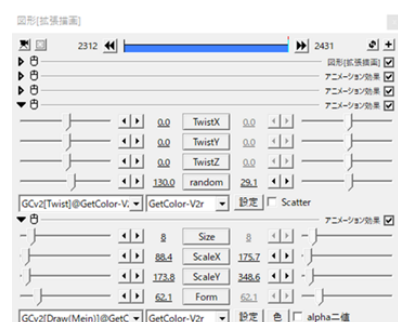 図形[拡張描画]
2312 2431
図形[拡張描画]
アニメーション効果
アニメーション効果
アニメーション効果
0.0 TwistX 0.0
0.0 TwistY 0.0
0.0 TwistZ 0.0
130.0 random 29.1
GCv2[Twist]@GetColor-V. GetColor-V2r 設定 Scatter
アニメーション効果
8 Size 8
88.4 ScaleX 175.7
173.8 ScaleY 348.6
62.1 Form 62.1
GCv2[Draw(Mein)]@GetC GetColor-V2r 設定 色 alpha二値